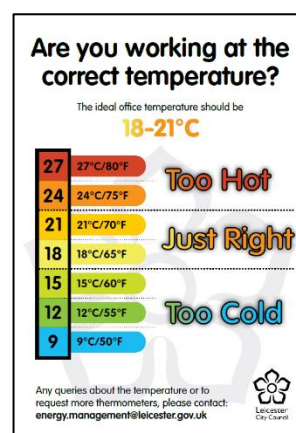 Are you working at the
correct temperature?
The ideal office temperature should be
18-21°C
27 27°C/80°F
Too Hot
24 24°C/75°F
21 21°C/70°F
Just Right
18 18°C/65°F
15 15°C/60°F
12 12°C/55°F
Too Cold
9 9°C/50°F
Any queries about the temperature or to
request more thermometers, please contact:
energy.management@leicester.gov.uk
Leicester
City Council